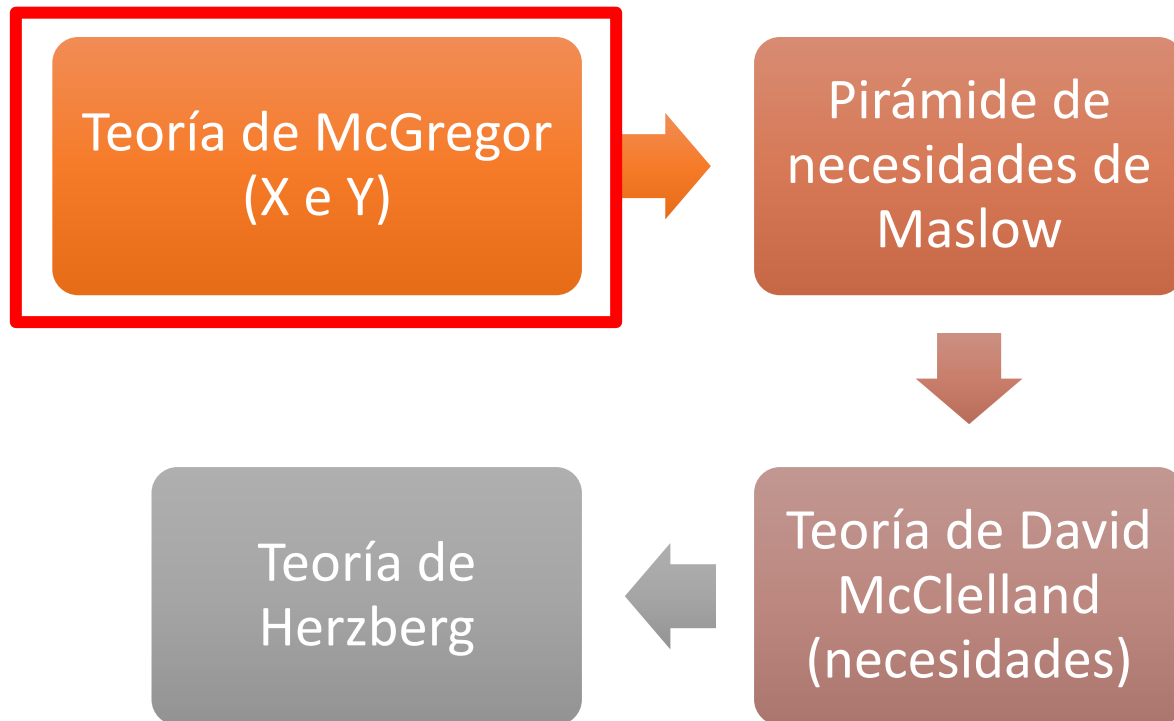 Teoría de McGregor
(X e Y)
Pirámide de
necesidades de
Maslow
Teoría de David
McClelland
(necesidades)
Teoría de
Herzberg